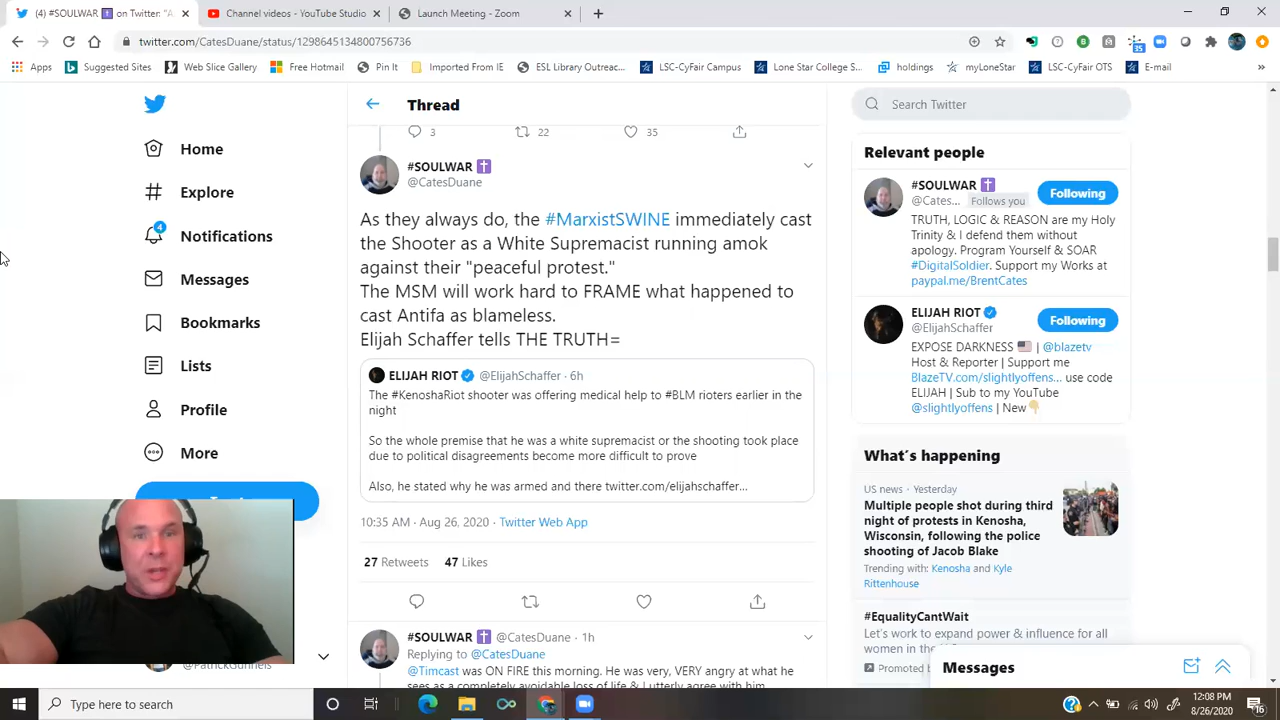 (4) #SOULWAR ✝ on Twitter: "A
Channel videos - YouTube Studio
Launch Meeting - Zoom
twitter.com/CatesDuane/status/1298645134800756736
35
Apps
Suggested Sites
Web Slice Gallery
Free Hotmail
Pin It
Imported From IE
ESL Library Outreac...
LSC-CyFair Campus
Lone Star College S...
holdings
myLoneStar
LSC-CyFair OTS
E-mail
»
Home
Explore
4
Notifications
Messages
Bookmarks
Lists
Profile
More
Thread
3 22 35
#SOULWAR ✝
@CatesDuane
As they always do, the #MarxistSWINE immediately cast
the Shooter as a White Supremacist running amok
against their "peaceful protest."
The MSM will work hard to FRAME what happened to
cast Antifa as blameless.
Elijah Schaffer tells THE TRUTH=
ELIJAH RIOT @ElijahSchaffer · 6h
The #KenoshaRiot shooter was offering medical help to #BLM rioters earlier in the
night
So the whole premise that he was a white supremacist or the shooting took place
due to political disagreements become more difficult to prove
Also, he stated why he was armed and there twitter.com/elijahschaffer...
10:35 AM · Aug 26, 2020 · Twitter Web App
27 Retweets 47 Likes
#SOULWAR ✝ @CatesDuane · 1h
Replying to @CatesDuane
@Timcast was ON FIRE this morning. He was very, VERY angry at what he
sees as a completely avoidable loss of life & I utterly agree with him
Search Twitter
Relevant people
#SOULWAR ✝
@Cates... Follows you
Following
TRUTH, LOGIC & REASON are my Holy
Trinity & I defend them without
apology. Program Yourself & SOAR
#DigitalSoldier. Support my Works at
paypal.me/BrentCates
ELIJAH RIOT
@ElijahSchaffer
Following
EXPOSE DARKNESS 🇺🇸 | @blazetv
Host & Reporter | Support me
BlazeTV.com/slightlyoffens... use code
ELIJAH | Sub to my YouTube
@slightlyoffens | New👇🏼
What's happening
US news · Yesterday
Multiple people shot during third
night of protests in Kenosha,
Wisconsin, following the police
shooting of Jacob Blake
Trending with: Kenosha and Kyle
Rittenhouse
#EqualityCantWait
Let's work to expand power & influence for all
women in the
Promoted
Messages
Type here to search
12:08 PM
8/26/2020
16